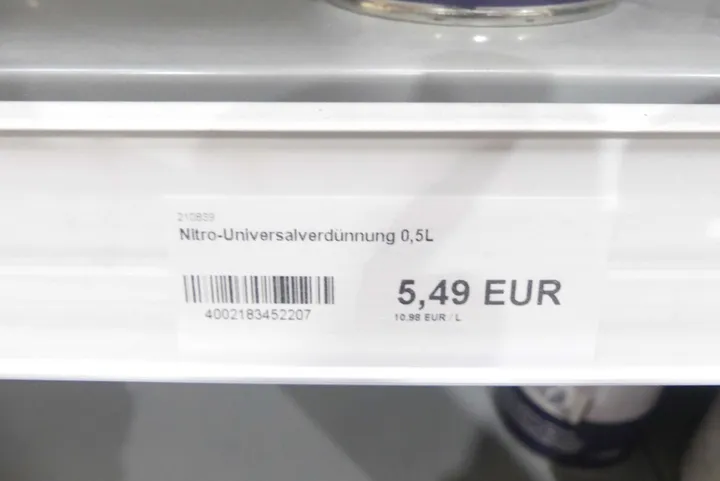 210839
Nitro-Universalverdünnung 0,5L
4002183452207
5,49 EUR
10.98 EUR / L